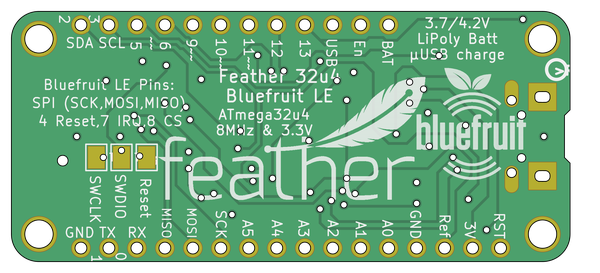 2 3
SDA SCL 5 6 9 10 11 12 13 USB En BAT
3.7/4.2V
LiPoly Batt
µUSB charge
Feather 32u4
Bluefruit LE
ATmega32u4
8MHz & 3.3V
Bluefruit LE Pins:
SPI (SCK,MOSI,MISO)
4 Reset,7 IRQ,8 CS
bluefruit
feather
SWCLK SWDIO Reset
GND TX RX MISO MOSI SCK A5 A4 A3 A2 A1 A0 GND Ref 3V RST
1 0